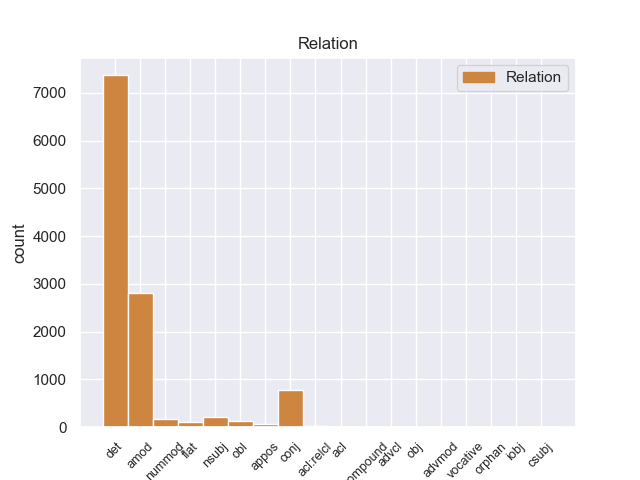 Relation
Relation
7000
6000
5000
4000
3000
2000
1000
0
count
det
amod
nummod
flat
nsubj
obl
appos
conj
acl:relcl
acl
ompound
advcl
obj
advmod
vocative
orphan
iobj
csubj